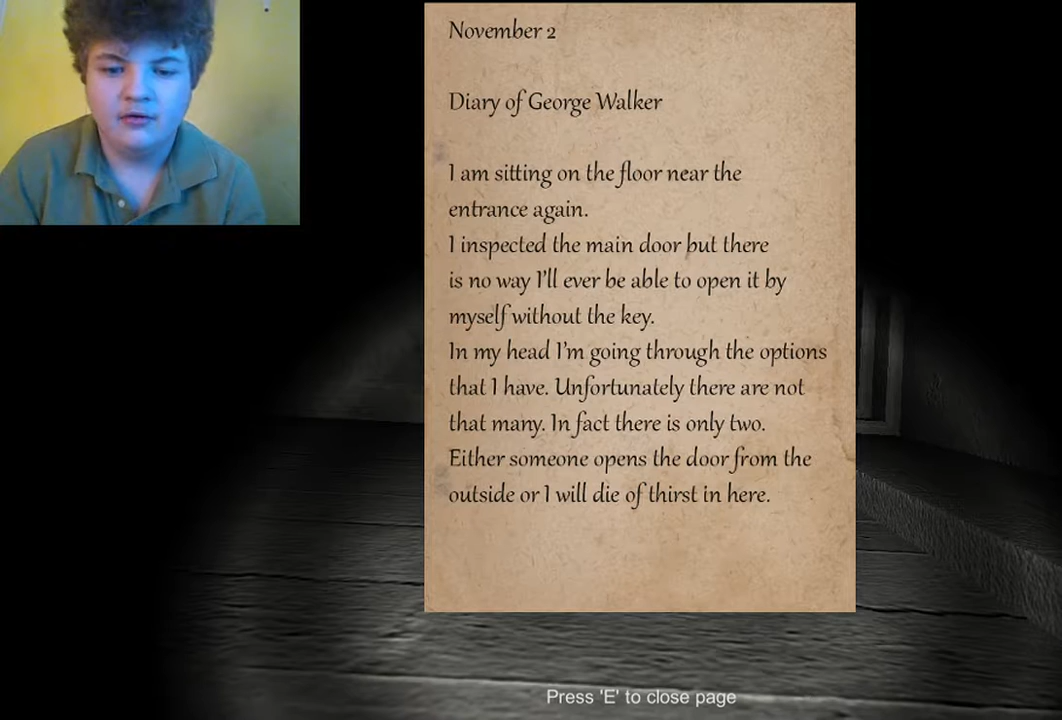 November 2
Diary of George Walker
I am sitting on the floor near the
entrance again.
I inspected the main door but there
is no way I'll ever be able to open it by
myself without the key.
In my head I'm going through the options
that I have. Unfortunately there are not
that many. In fact there is only two.
Either someone opens the door from the
outside or I will die of thirst in here.
Press 'E' to close page